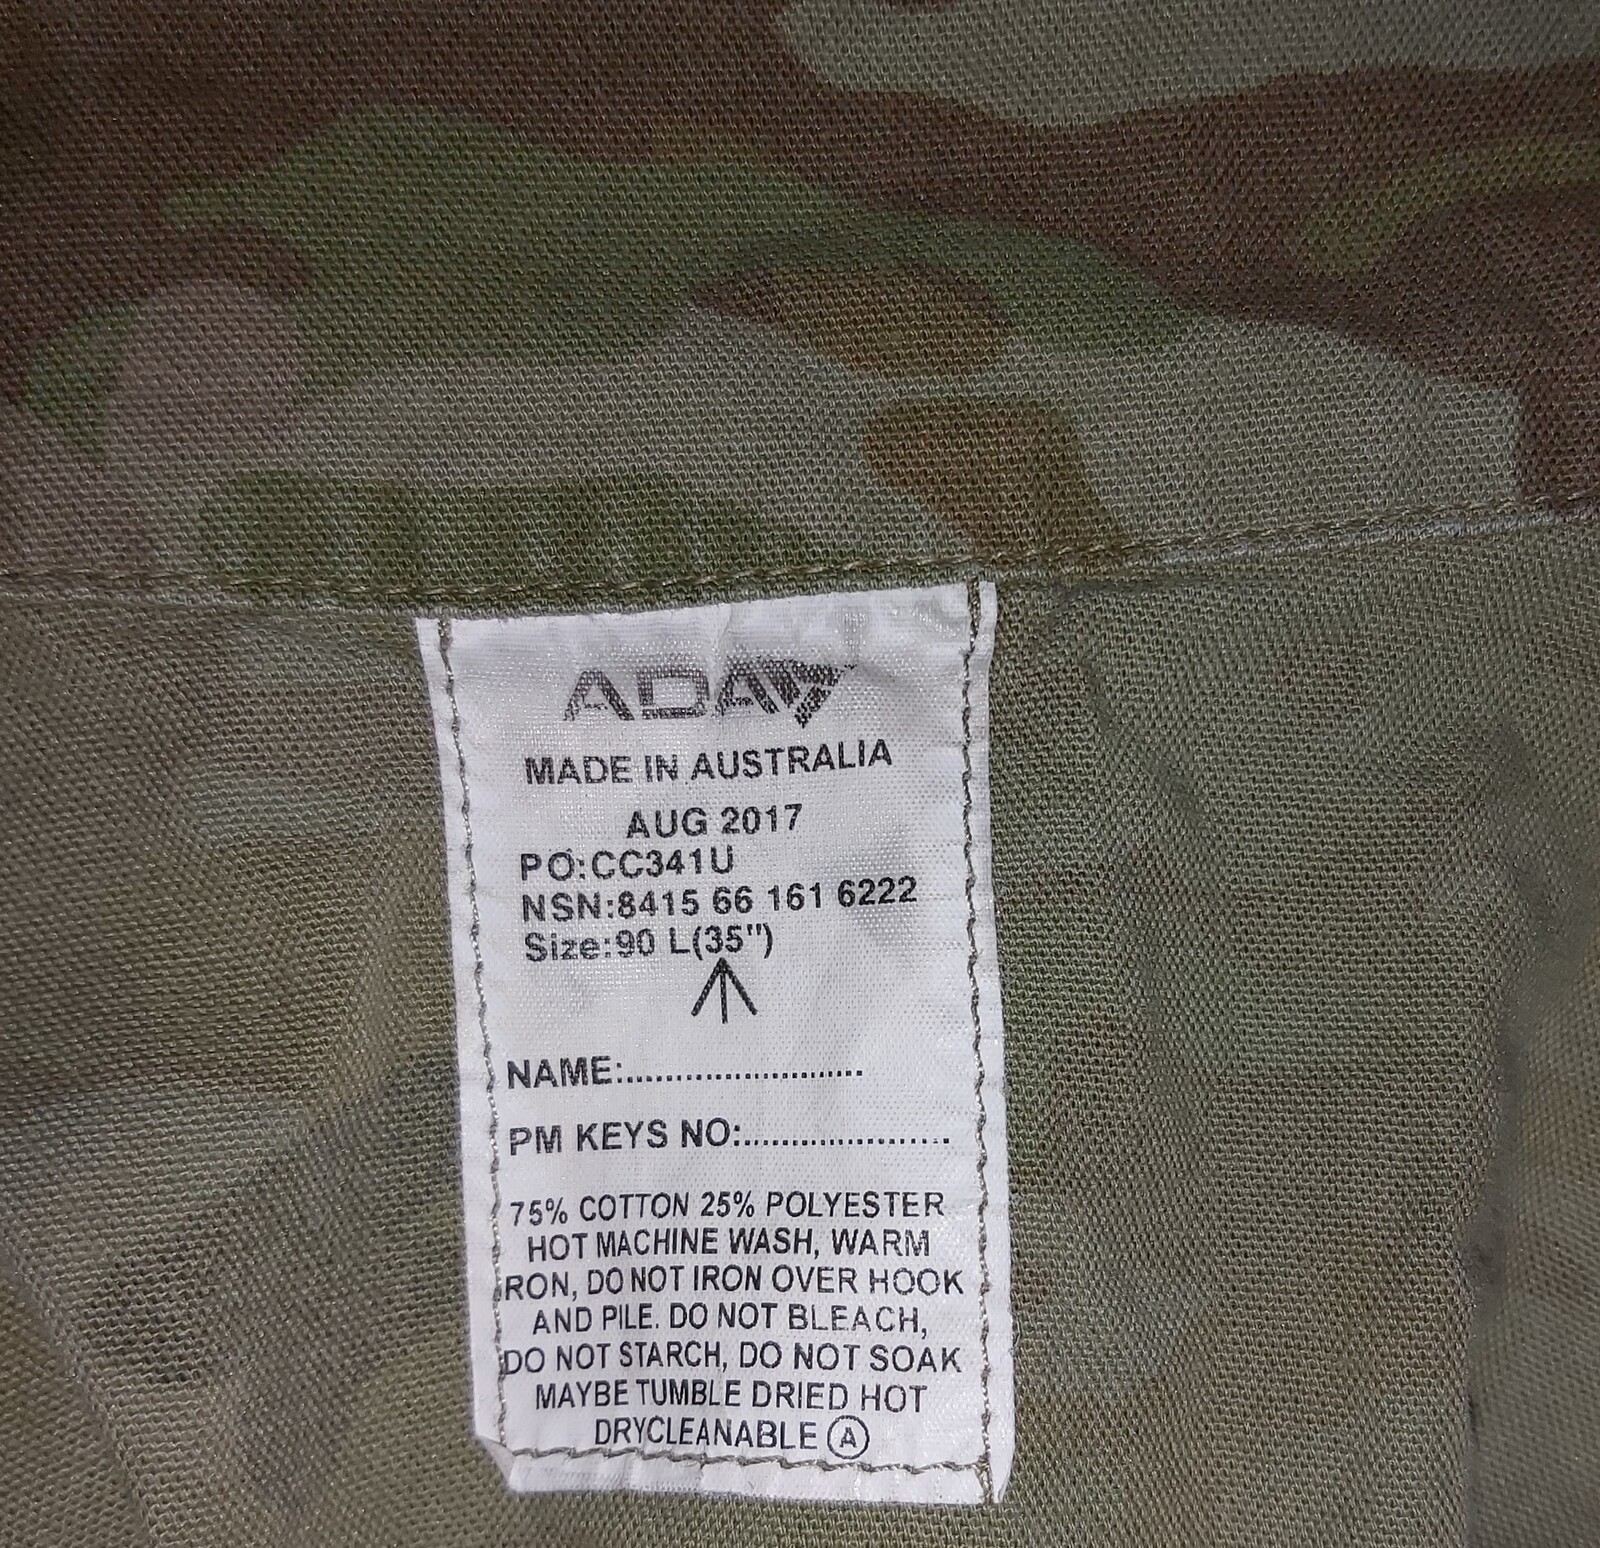 ADA
MADE IN AUSTRALIA
AUG 2017
PO:CC341U
NSN:8415 66 161 6222
Size:90 L(35")
NAME:..............................
PM KEYS NO:.........................
75% COTTON 25% POLYESTER
HOT MACHINE WASH, WARM
IRON, DO NOT IRON OVER HOOK
AND PILE. DO NOT BLEACH,
DO NOT STARCH, DO NOT SOAK
MAYBE TUMBLE DRIED HOT
DRYCLEANABLE Ⓐ